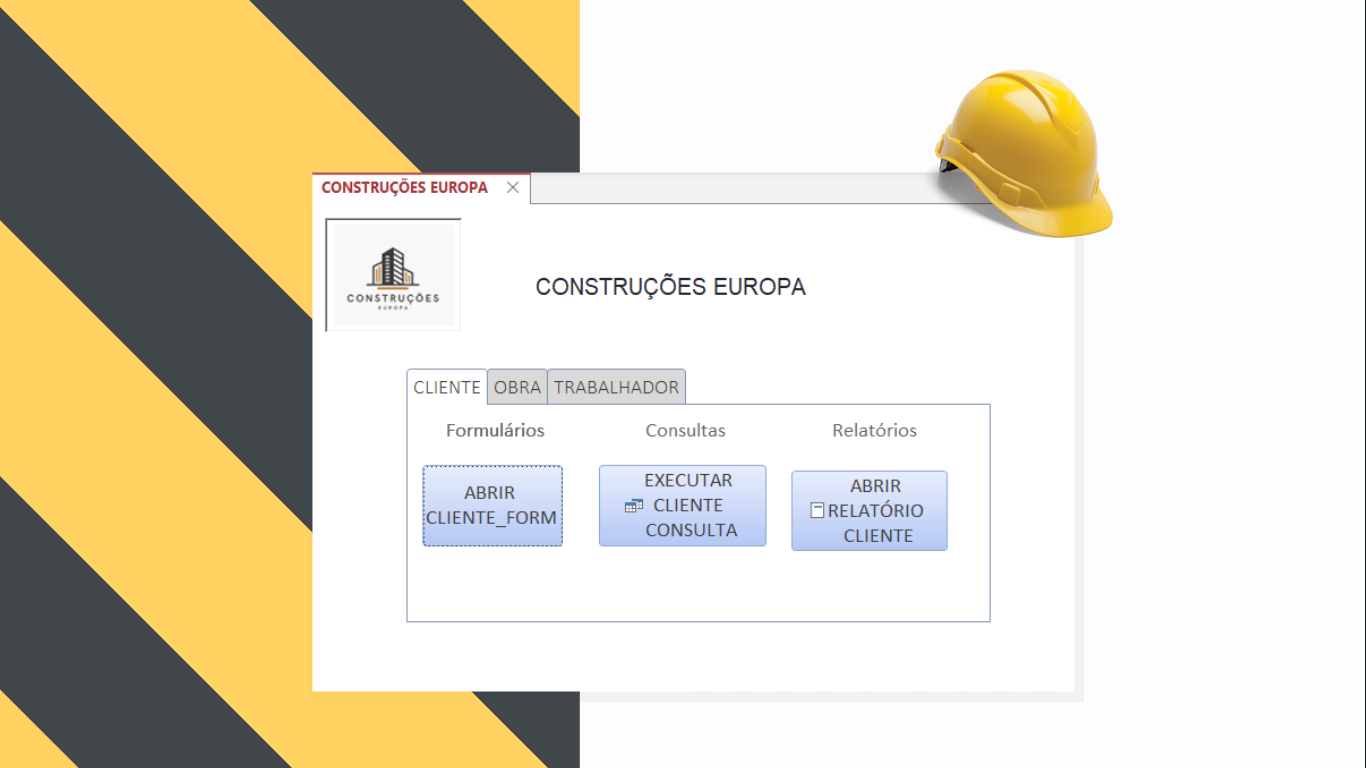 CONSTRUÇÕES EUROPA
CONSTRUÇÕES
EUROPA
CONSTRUÇÕES EUROPA
CLIENTE OBRA TRABALHADOR
Formulários Consultas Relatórios
ABRIR
CLIENTE_FORM
EXECUTAR
CLIENTE
CONSULTA
ABRIR
RELATÓRIO
CLIENTE